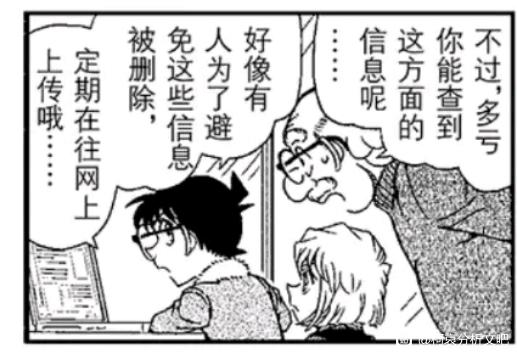 不过，多亏
你能查到
这方面的
信息呢
……
好像有
人为了避
免这些信息
被删除，
定期在往网上
上传哦……